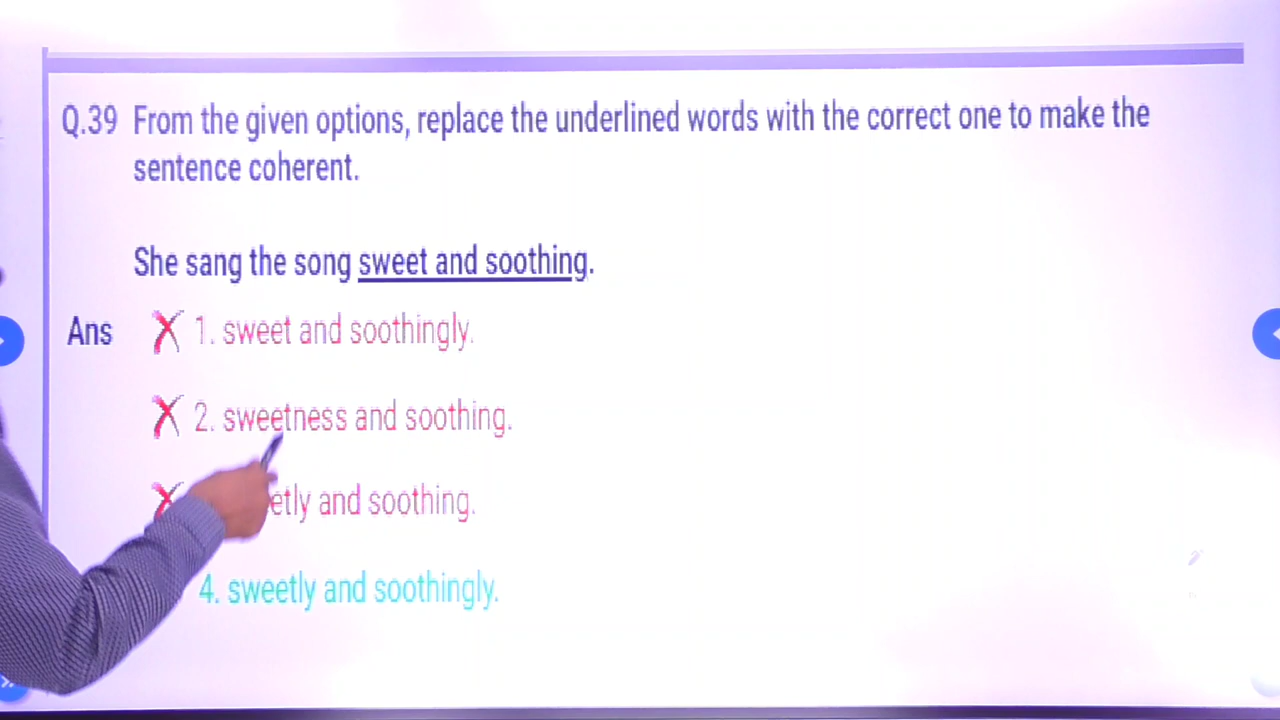 Q.39 From the given options, replace the underlined words with the correct one to make the
sentence coherent.
She sang the song sweet and soothing.
Ans X 1. sweet and soothingly.
X 2. sweetness and soothing.
X and soothing.
4. sweetly and soothingly.